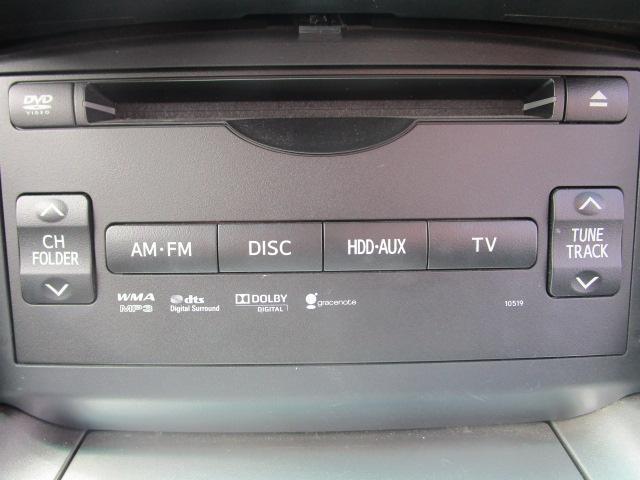 DVD
VIDEO
CH
FOLDER
AM·FM
DISC
HDD·AUX
TV
TUNE
TRACK
WMA
MP3
dts
Digital Surround
DOLBY
DIGITAL
gracenote
10519